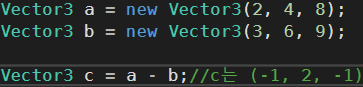 Vector3 a = new Vector3(2, 4, 8);
Vector3 b = new Vector3(3, 6, 9);
Vector3 c = a - b;//c는 (-1, 2, -1)